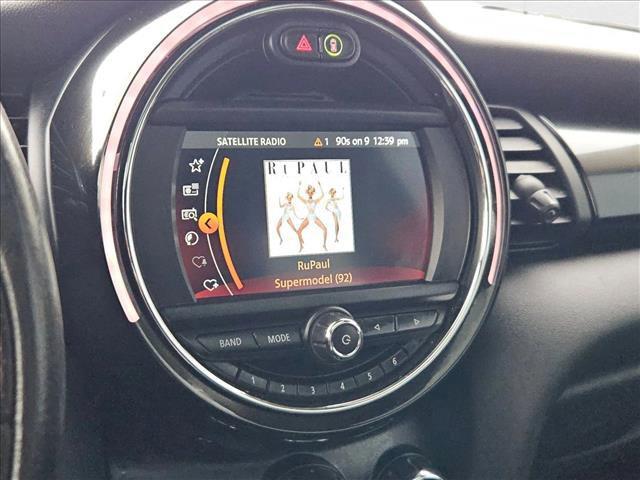 SATELLITE RADIO 1 90s on 9 12:39 pm
RuPAUL
RuPaul
Supermodel (92)
BAND MODE
1 2 3 4 5 6